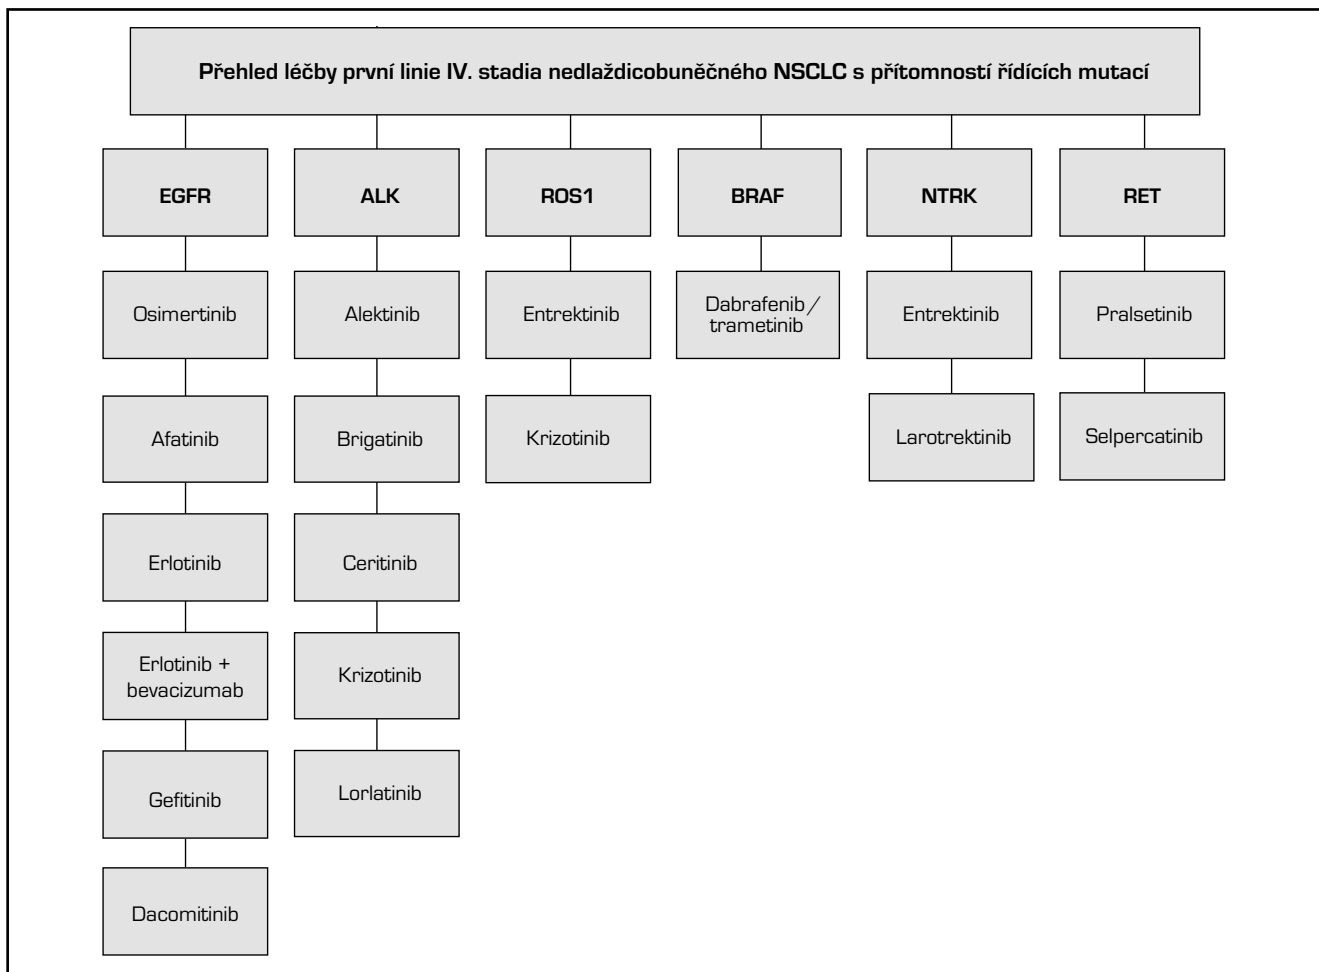 Přehled léčby první linie IV. stadia nedlaždicobuněčného NSCLC s přítomností řídících mutací
EGFR
Osimertinib
Afatinib
Erlotinib
Erlotinib +
bevacizumab
Gefitinib
Dacomitinib
ALK
Alektinib
Brigatinib
Ceritinib
Krizotinib
Lorlatinib
ROS1
Entrektinib
Krizotinib
BRAF
Dabrafenib/
trametinib
NTRK
Entrektinib
Larotrektinib
RET
Pralsetinib
Selpercatinib